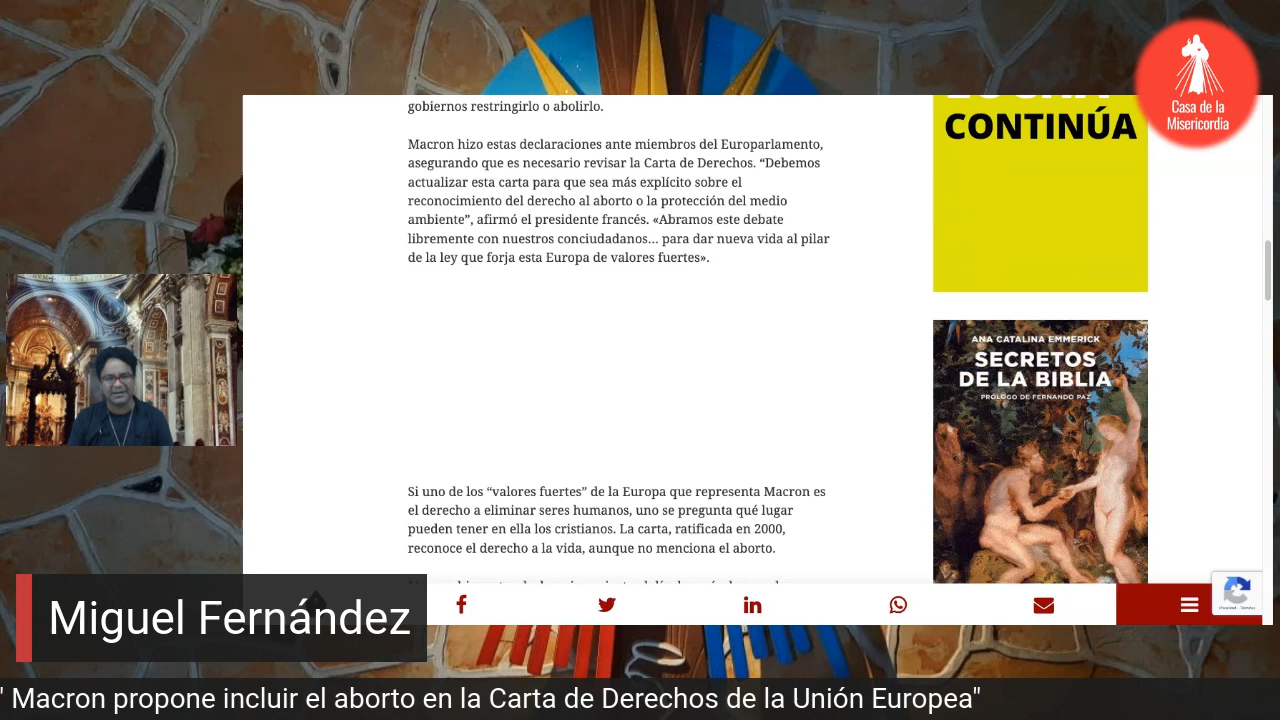 gobiernos restringirlo o abolirlo.
Macron hizo estas declaraciones ante miembros del Europarlamento,
asegurando que es necesario revisar la Carta de Derechos. “Debemos
actualizar esta carta para que sea más explícito sobre el
reconocimiento del derecho al aborto o la protección del medio
ambiente”, afirmó el presidente francés. «Abramos este debate
libremente con nuestros conciudadanos… para dar nueva vida al pilar
de la ley que forja esta Europa de valores fuertes».
Si uno de los “valores fuertes” de la Europa que representa Macron es
el derecho a eliminar seres humanos, uno se pregunta qué lugar
pueden tener en ella los cristianos. La carta, ratificada en 2000,
reconoce el derecho a la vida, aunque no menciona el aborto.
CONTINÚA
ANA CATALINA EMMERICK
SECRETOS
DE LA BIBLIA
PRÓLOGO DE FERNANDO PAZ
Casa de la
Misericordia
Miguel Fernández
" Macron propone incluir el aborto en la Carta de Derechos de la Unión Europea"